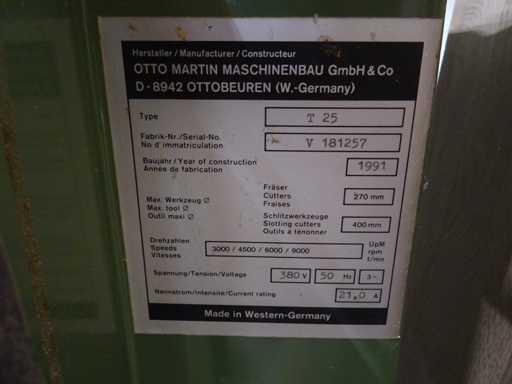 Hersteller / Manufacturer / Constructeur
OTTO MARTIN MASCHINENBAU GmbH & Co
D-8942 OTTOBEUREN (W.-Germany)
Type T 25
Fabrik-Nr./Serial-No.
No d'immatriculation V 181257
Baujahr/Year of construction
Année de fabrication 1991
Max. Werkzeug Ø
Max. tool Ø
Outil maxi Ø
Fräser
Cutters
Fraises 270 mm
Schlitzwerkzeuge
Slotting cutters
Outils à tenonner 400 mm
Drehzahlen
Speeds
Vitesses
3000 / 4500 / 6000 / 9000
UpM
rpm
t/min
Spannung/Tension/Voltage 380 V 50 Hz 3~
Nennstrom/Intensité/Current rating 21,0 A
Made in Western-Germany